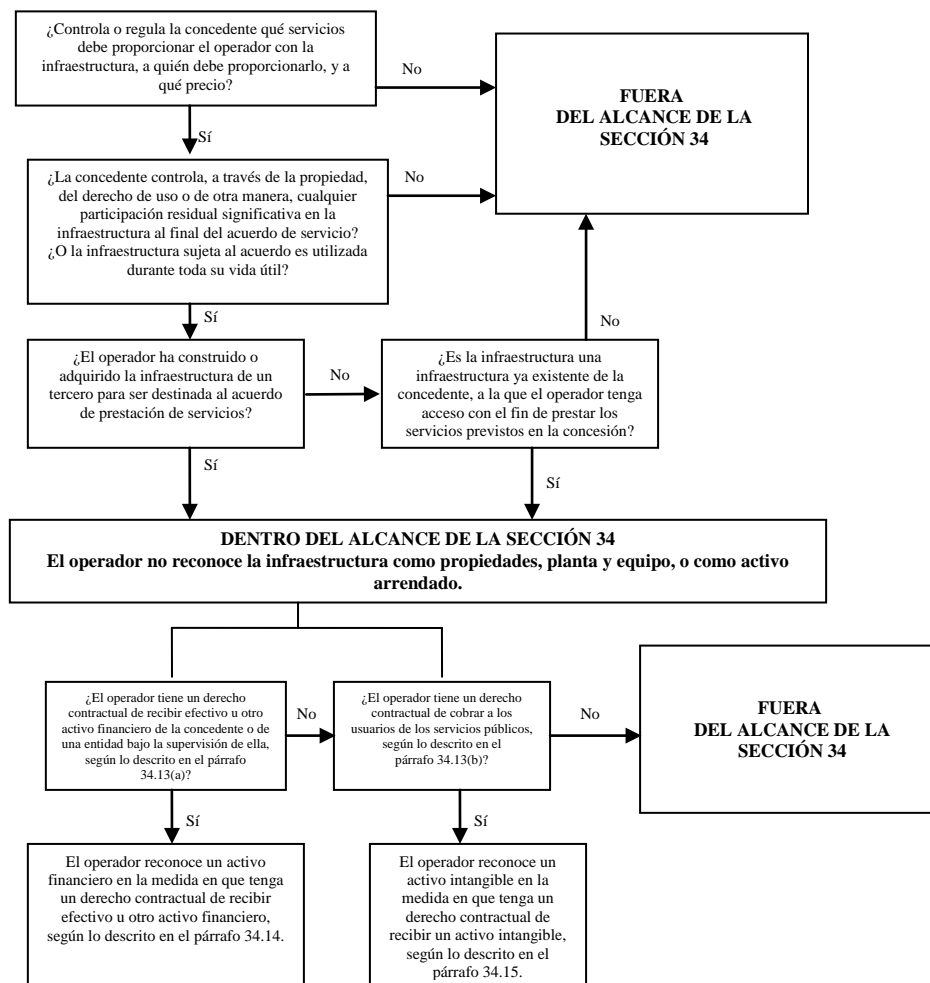 ¿Controla o regula la concedente qué servicios
debe proporcionar el operador con la
infraestructura, a quién debe proporcionarlo, y a
qué precio?
No
FUERA
DEL ALCANCE DE LA
SECCIÓN 34
Sí
¿La concedente controla, a través de la propiedad,
del derecho de uso o de otra manera, cualquier
participación residual significativa en la
infraestructura al final del acuerdo de servicio?
¿O la infraestructura sujeta al acuerdo es utilizada
durante toda su vida útil?
No
Sí
No
¿El operador ha construido o
adquirido la infraestructura de un
tercero para ser destinada al acuerdo
de prestación de servicios?
No
¿Es la infraestructura una
infraestructura ya existente de la
concedente, a la que el operador tenga
acceso con el fin de prestar los
servicios previstos en la concesión?
Sí
Sí
DENTRO DEL ALCANCE DE LA SECCIÓN 34
El operador no reconoce la infraestructura como propiedades, planta y equipo, o como activo
arrendado.
¿El operador tiene un derecho
contractual de recibir efectivo u otro
activo financiero de la concedente o de
una entidad bajo la supervisión de ella,
según lo descrito en el párrafo
34.13(a)?
No
¿El operador tiene un derecho
contractual de cobrar a los
usuarios de los servicios públicos,
según lo descrito en el
párrafo 34.13(b)?
No
FUERA
DEL ALCANCE DE LA
SECCIÓN 34
Sí
Sí
El operador reconoce un activo
financiero en la medida en que tenga
un derecho contractual de recibir
efectivo u otro activo financiero,
según lo descrito en el párrafo 34.14.
El operador reconoce un
activo intangible en la
medida en que tenga un
derecho contractual de
recibir un activo intangible,
según lo descrito en el
párrafo 34.15.